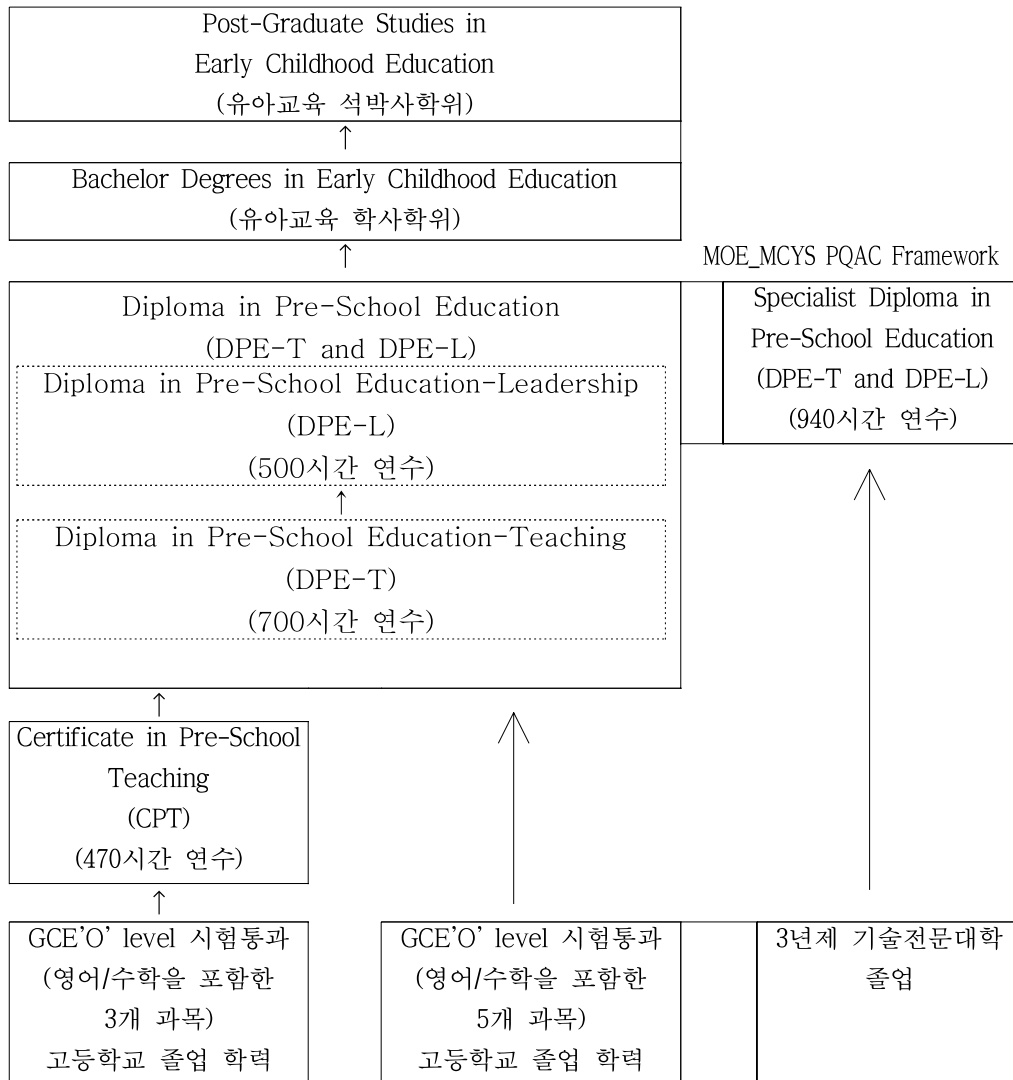 Post-Graduate Studies in
Early Childhood Education
(유아교육 석박사학위)
↑
Bachelor Degrees in Early Childhood Education
(유아교육 학사학위)
↑
MOE_MCYS PQAC Framework
Diploma in Pre-School Education
(DPE-T and DPE-L)
Diploma in Pre-School Education-Leadership
(DPE-L)
(500시간 연수)
↑
Diploma in Pre-School Education-Teaching
(DPE-T)
(700시간 연수)
Specialist Diploma in
Pre-School Education
(DPE-T and DPE-L)
(940시간 연수)
↑
Certificate in Pre-School
Teaching
(CPT)
(470시간 연수)
↑
GCE'O' level 시험통과
(영어/수학을 포함한
3개 과목)
고등학교 졸업 학력
GCE'O' level 시험통과
(영어/수학을 포함한
5개 과목)
고등학교 졸업 학력
3년제 기술전문대학
졸업